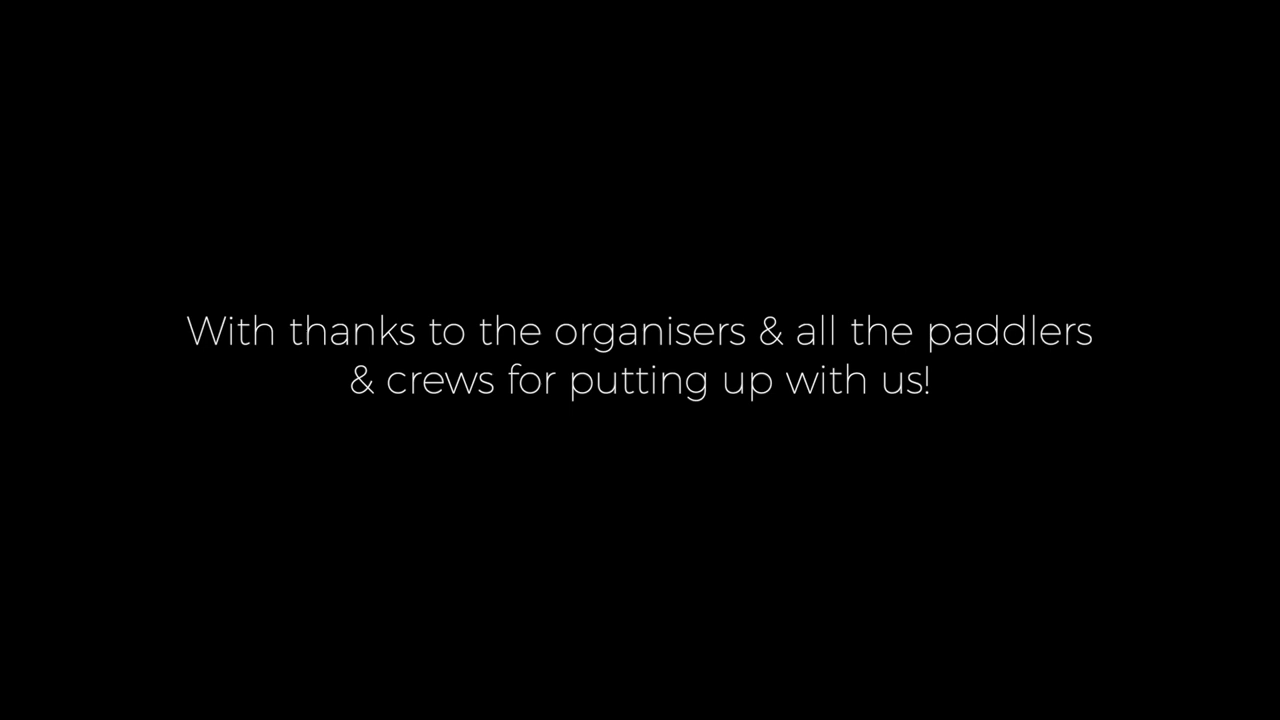 With thanks to the organisers & all the paddlers
& crews for putting up with us!